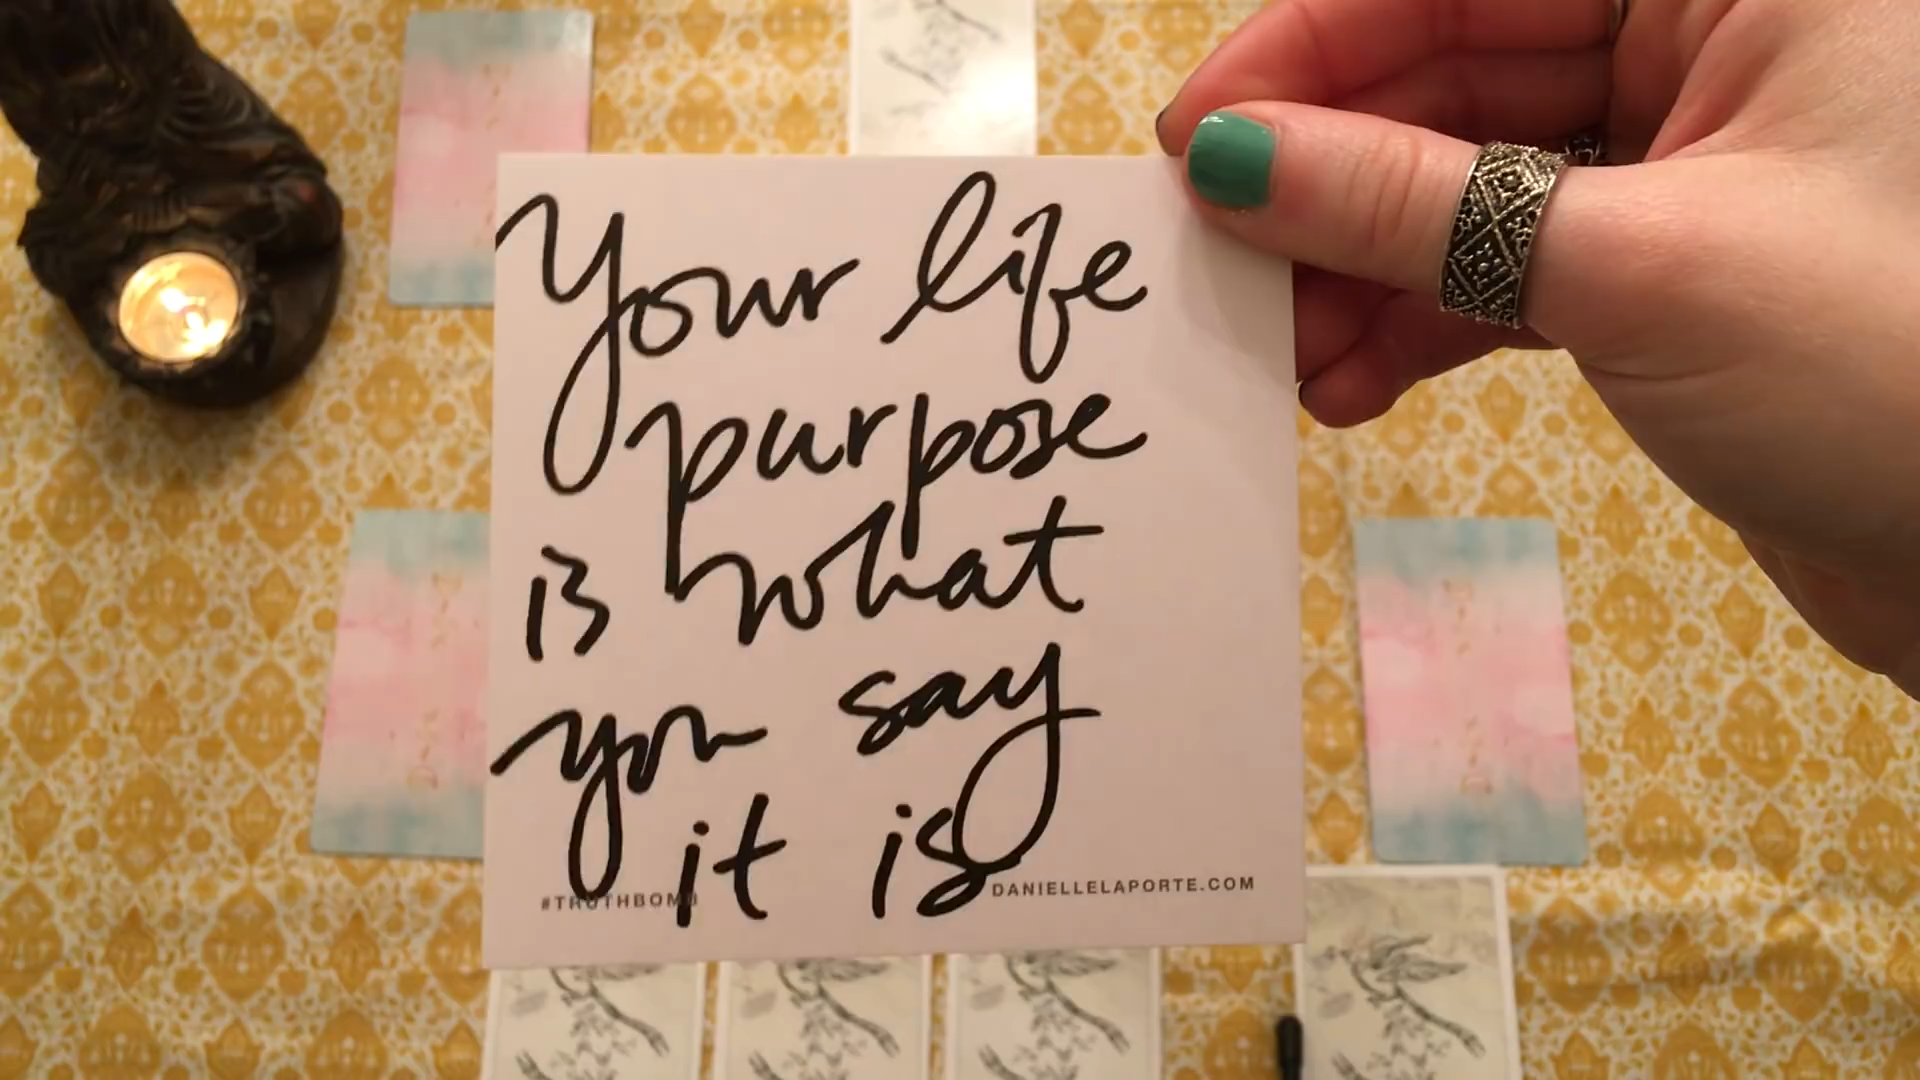 Your life
purpose
is what
you say
it is
#TRUTHBOMB
DANIELLELAPORTE.COM